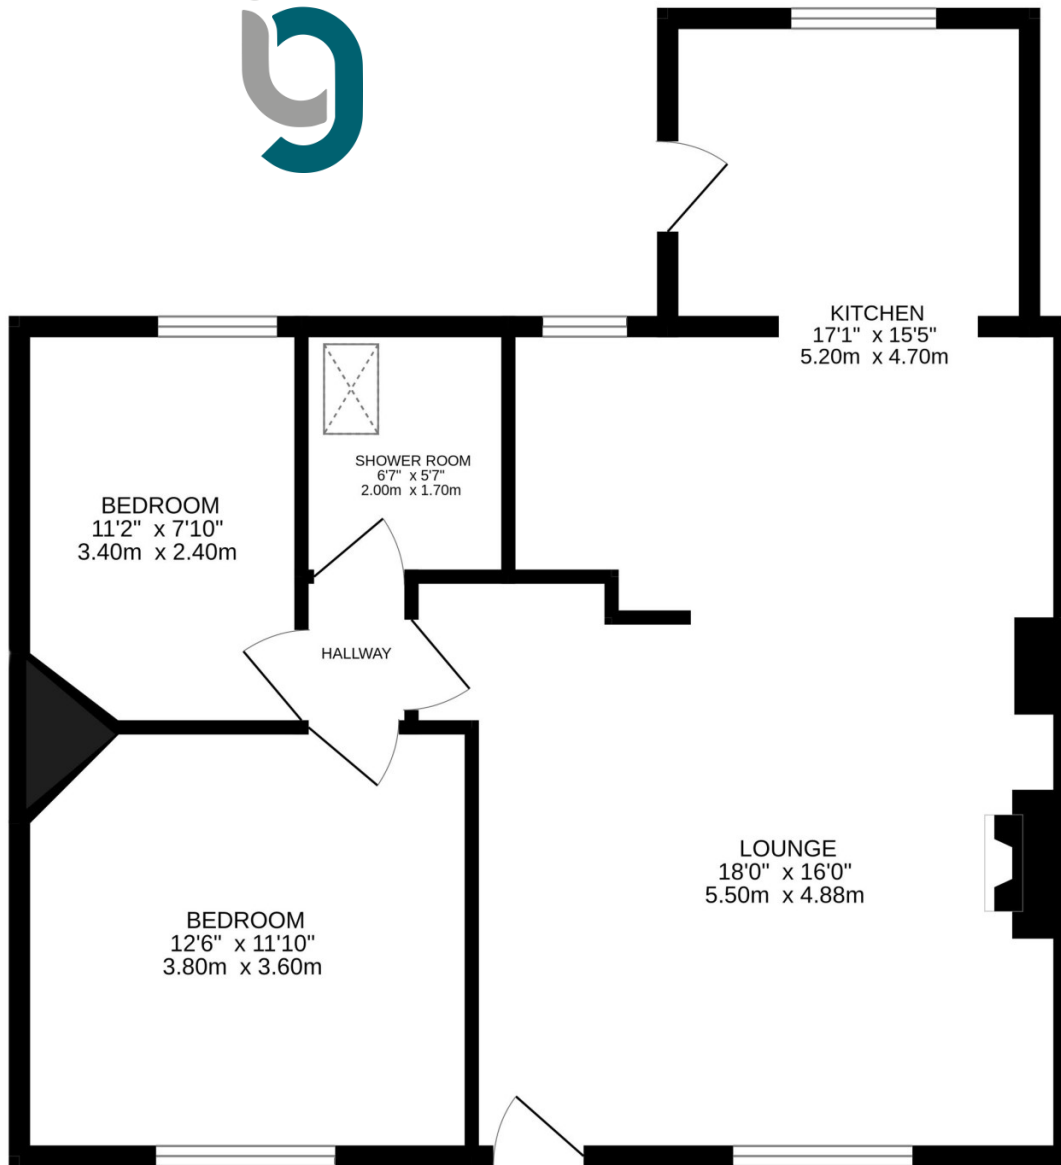 KITCHEN
17'1" x 15'5"
5.20m x 4.70m
SHOWER ROOM
6'7" x 5'7"
2.00m x 1.70m
BEDROOM
11'2" x 7'10"
3.40m x 2.40m
HALLWAY
LOUNGE
18'0" x 16'0"
5.50m x 4.88m
BEDROOM
12'6" x 11'10"
3.80m x 3.60m